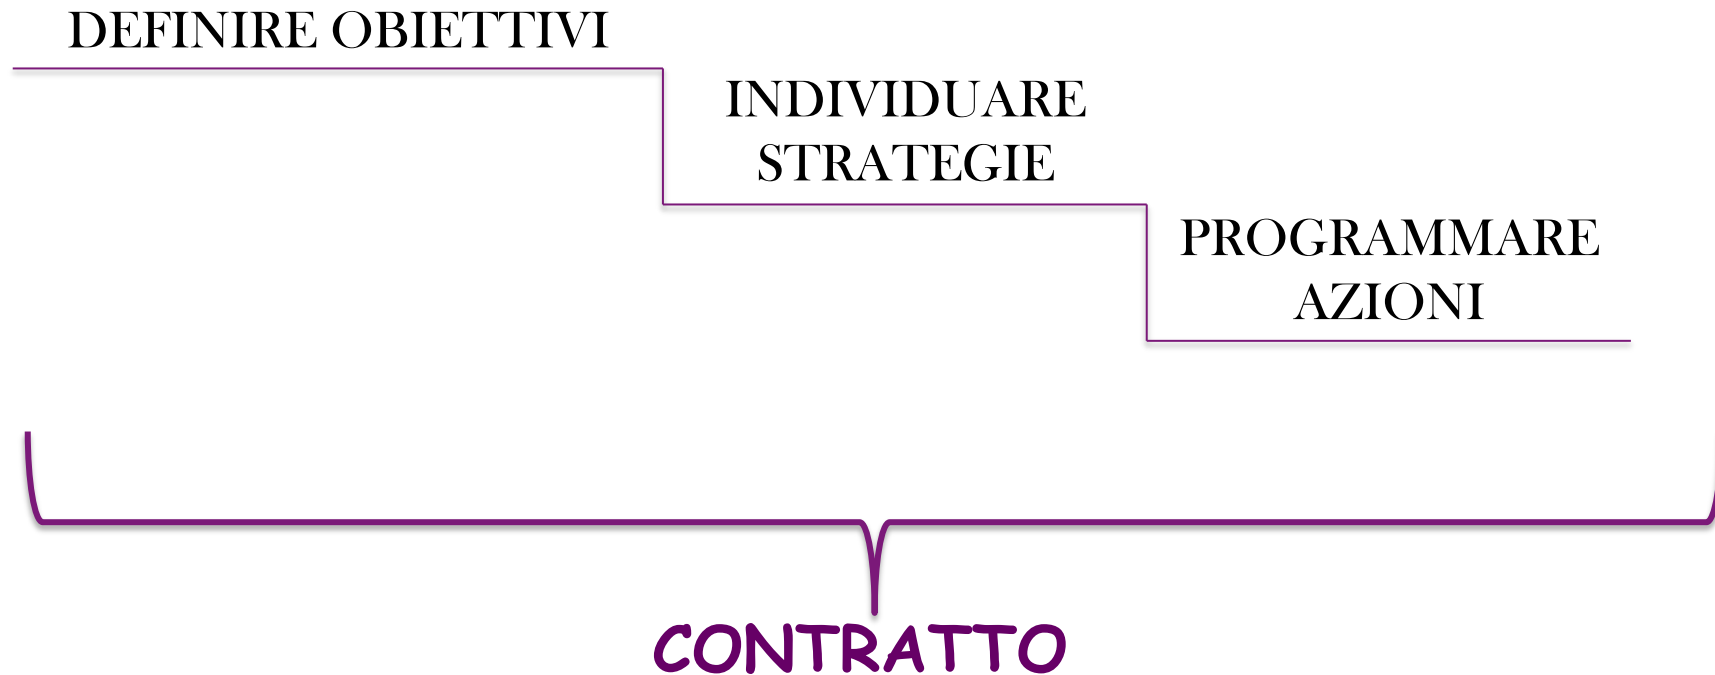 DEFINIRE OBIETTIVI
INDIVIDUARE
STRATEGIE
PROGRAMMARE
AZIONI
CONTRATTO